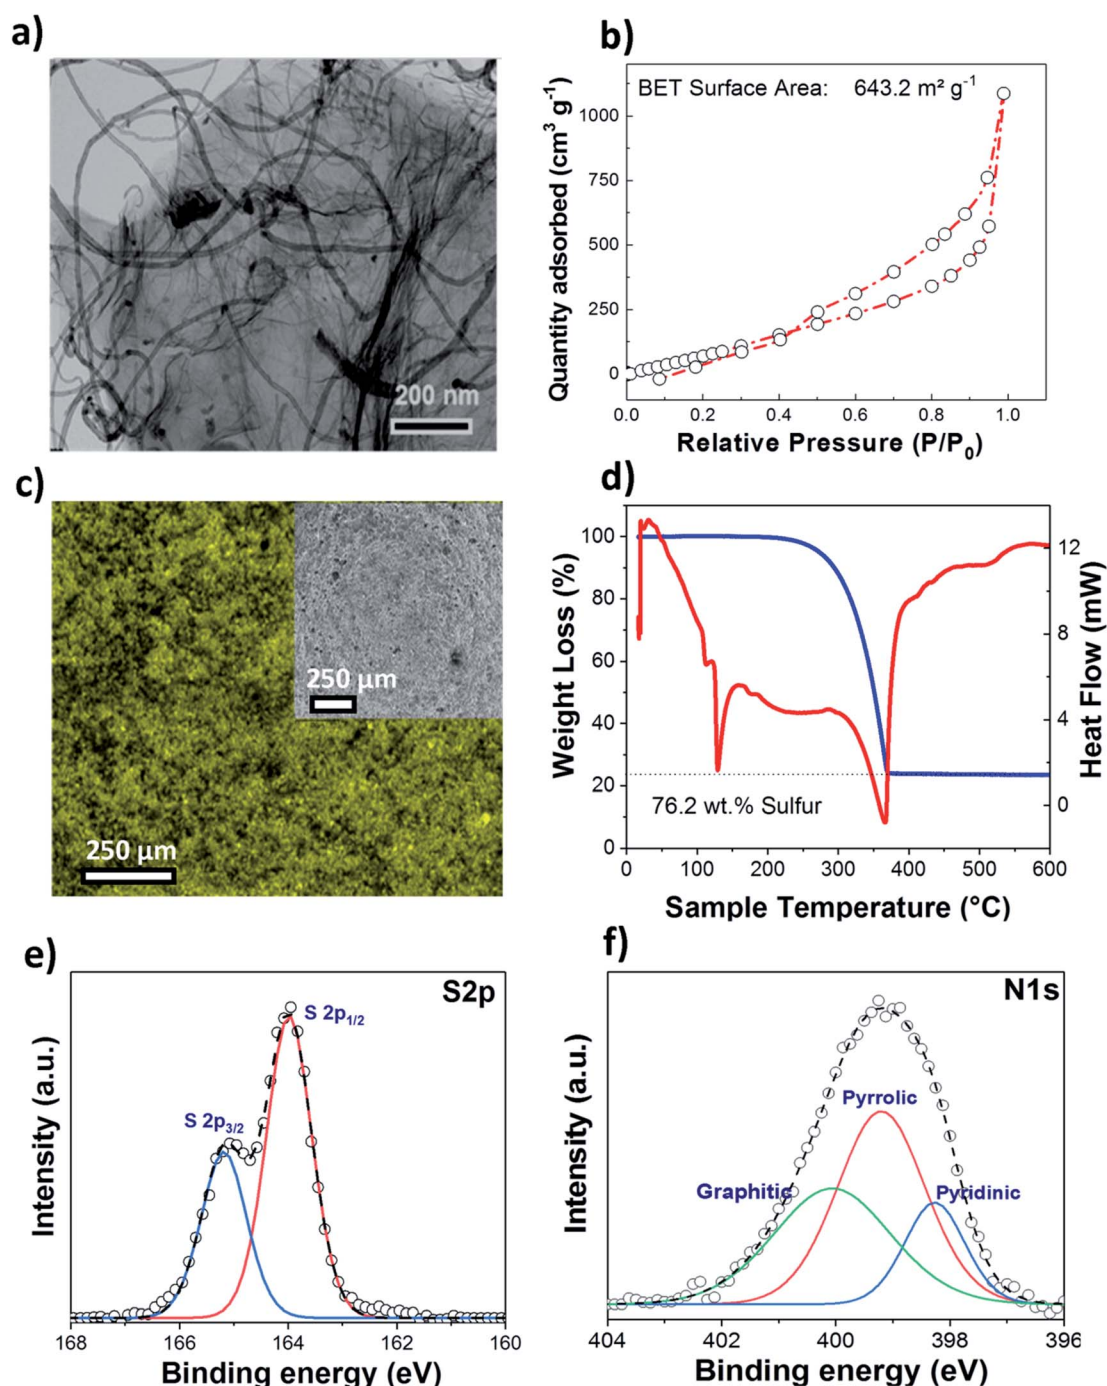 a)
200 nm
b)
BET Surface Area: 643.2 m² g⁻¹
Quantity adsorbed (cm³ g⁻¹)
1000
750
500
250
0
0.0 0.2 0.4 0.6 0.8 1.0
Relative Pressure (P/P₀)
c)
250 µm
250 µm
d)
Weight Loss (%)
100
80
60
40
20
0
12
8
4
0
Heat Flow (mW)
76.2 wt.% Sulfur
0 100 200 300 400 500 600
Sample Temperature (°C)
e)
S2p
S 2p₁/₂
S 2p₃/₂
Intensity (a.u.)
168 166 164 162 160
Binding energy (eV)
f)
N1s
Pyrrolic
Graphitic
Pyridinic
Intensity (a.u.)
404 402 400 398 396
Binding energy (eV)